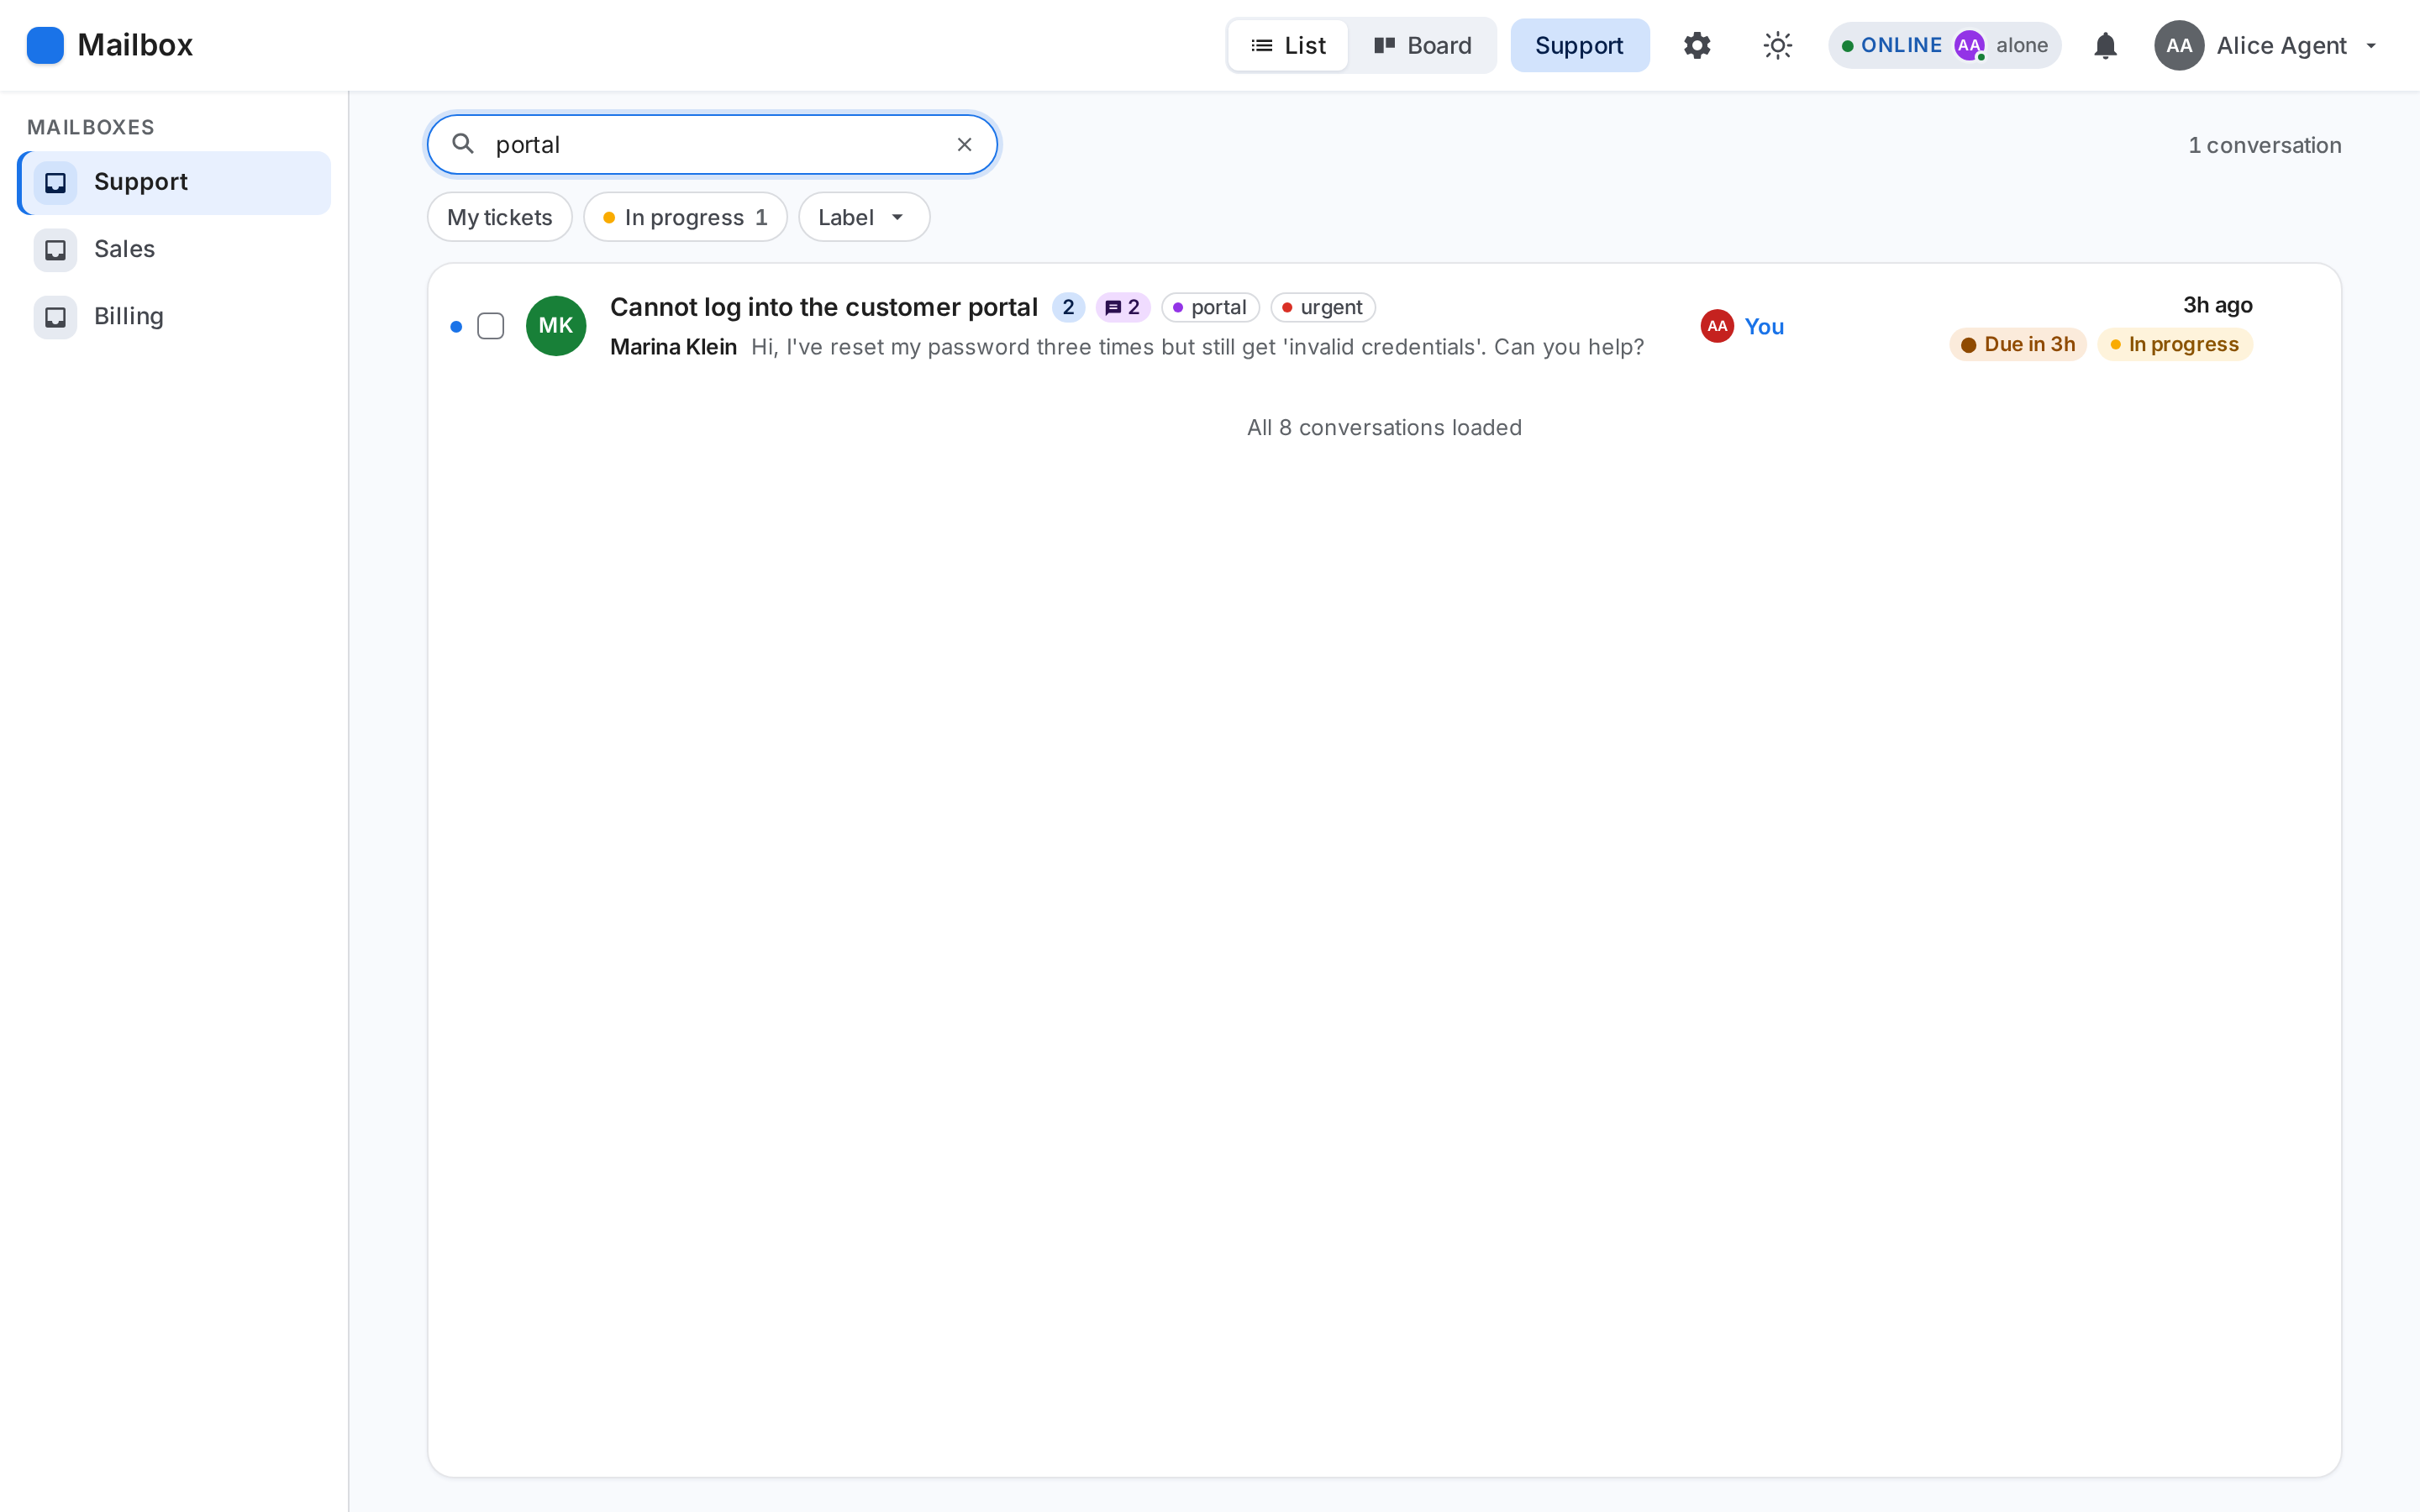 Mailbox
List
Board
Support
ONLINE AA alone
AA Alice Agent
MAILBOXES
Support
Sales
Billing
portal
1 conversation
My tickets
In progress 1
Label
MK
Cannot log into the customer portal 2 2 portal urgent
Marina Klein Hi, I've reset my password three times but still get 'invalid credentials'. Can you help?
AA You
3h ago
Due in 3h In progress
All 8 conversations loaded